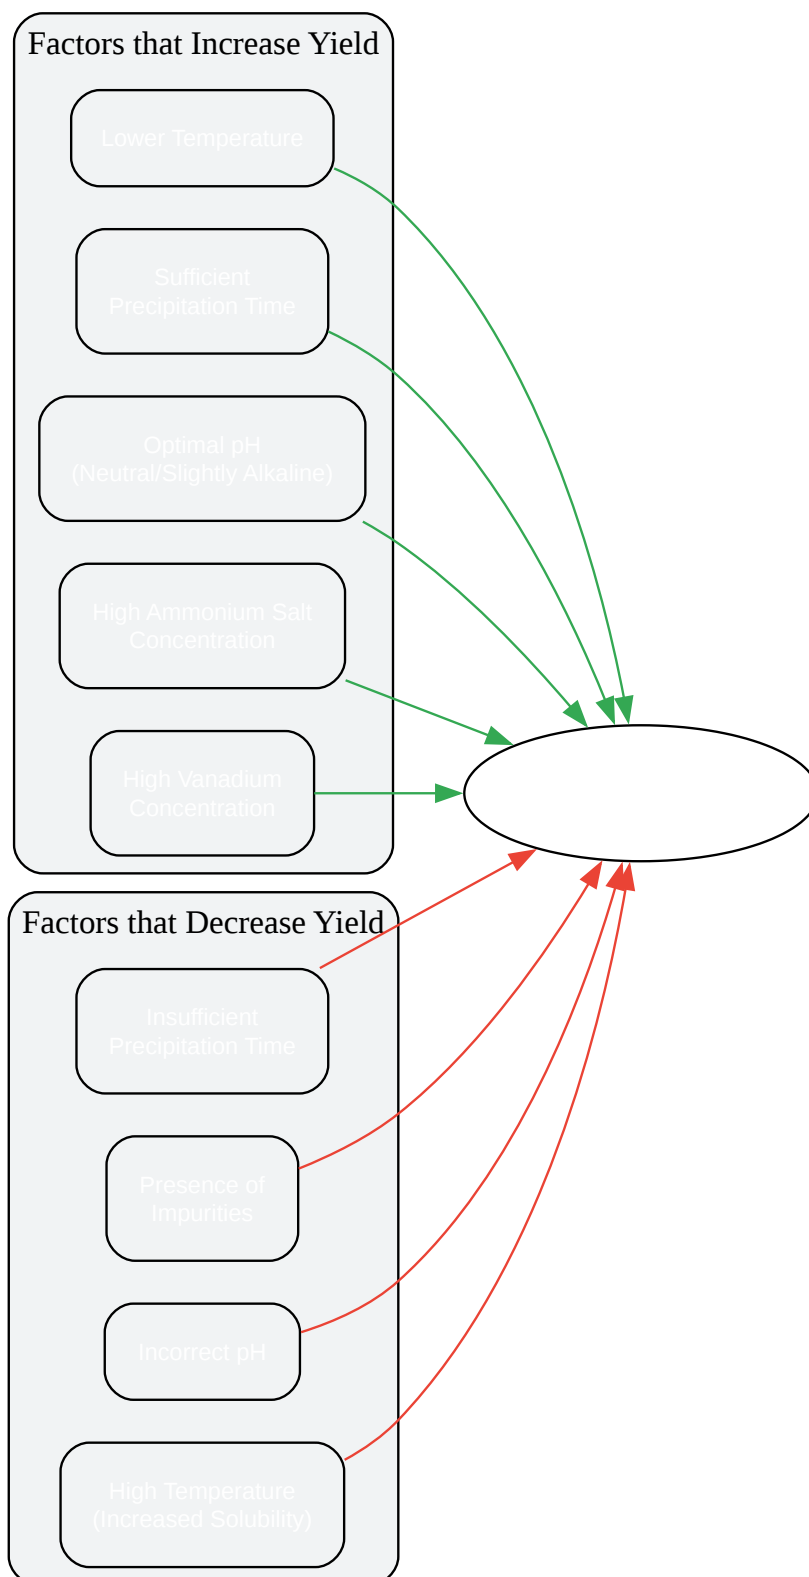 Factors that Increase Yield
Lower Temperature
Sufficient
Precipitation Time
Optimal pH
(Neutral/Slightly Alkaline)
High Ammonium Salt
Concentration
High Vanadium
Concentration
Factors that Decrease Yield
Insufficient
Precipitation Time
Presence of
Impurities
Incorrect pH
High Temperature
(Increased Solubility)